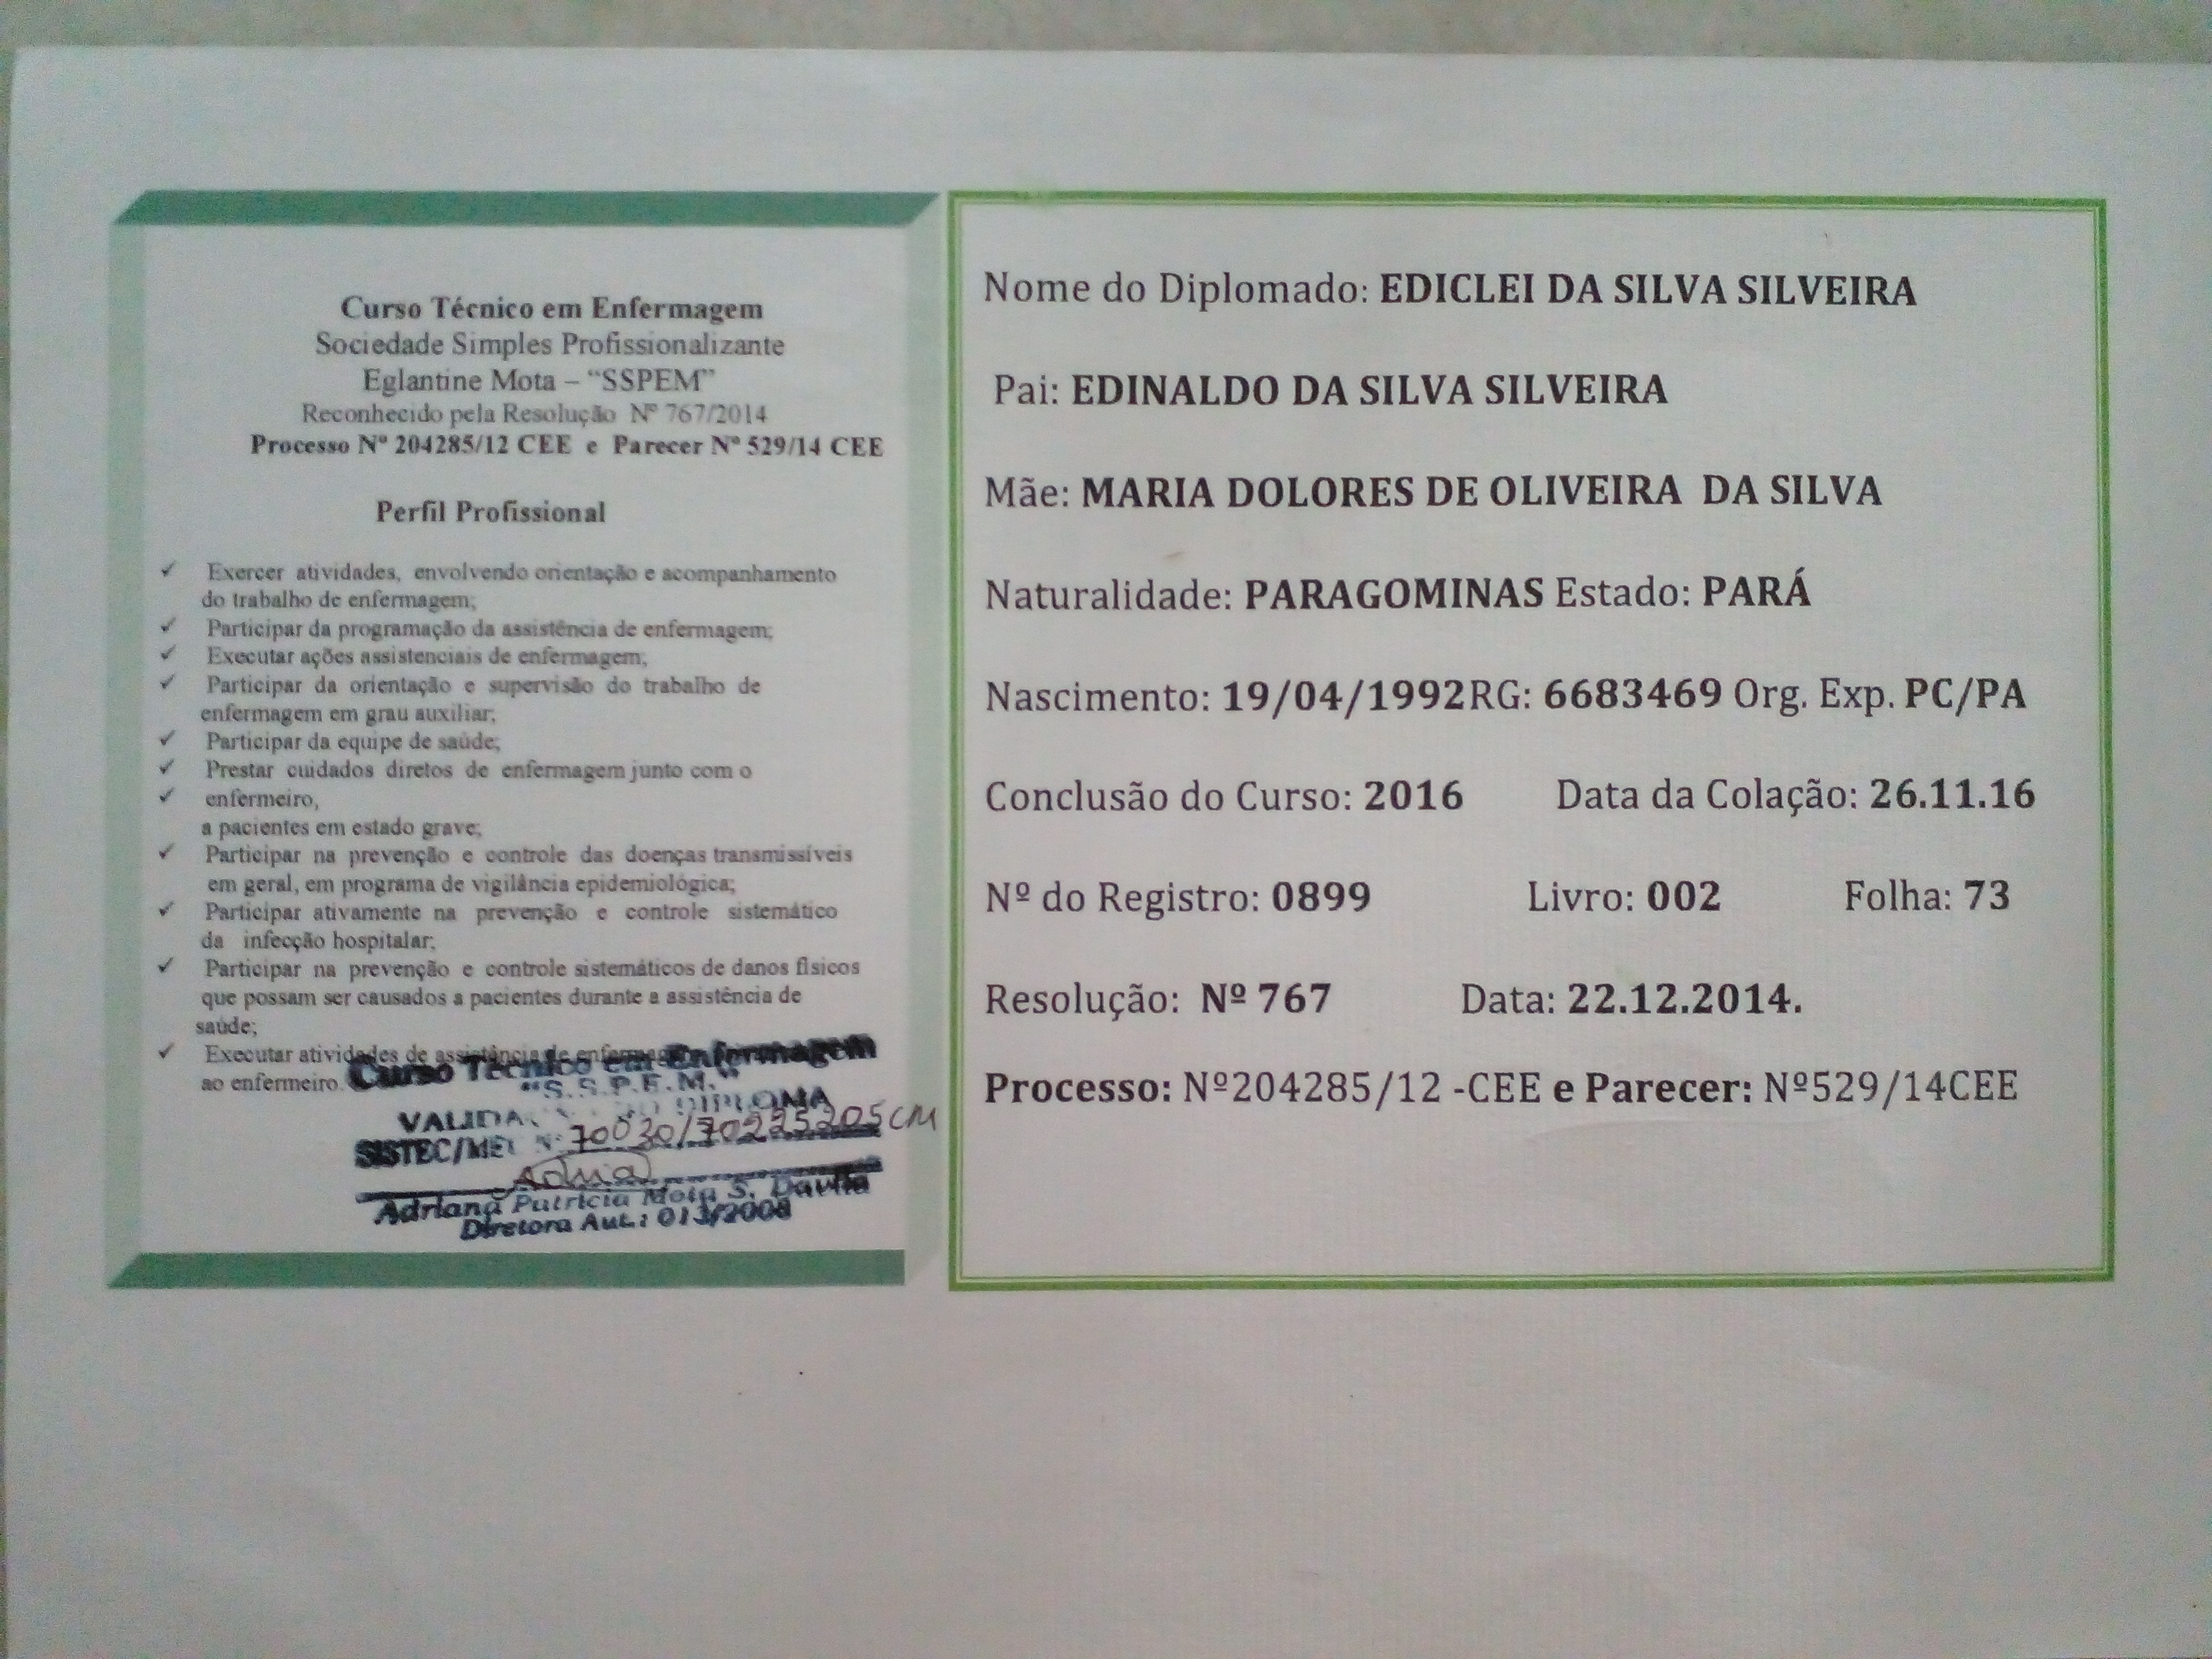 Curso Técnico em Enfermagem
Sociedade Simples Profissionalizante
Eglantine Mota – “SSPEM”
Reconhecido pela Resolução Nº 767/2014
Processo Nº 204285/12 CEE e Parecer Nº 529/14 CEE
Perfil Profissional
✓ Exercer atividades, envolvendo orientação e acompanhamento
do trabalho de enfermagem;
✓ Participar da programação da assistência de enfermagem;
✓ Executar ações assistenciais de enfermagem;
✓ Participar da orientação e supervisão do trabalho de
enfermagem em grau auxiliar;
✓ Participar da equipe de saúde;
✓ Prestar cuidados diretos de enfermagem junto com o
✓ enfermeiro,
a pacientes em estado grave;
✓ Participar na prevenção e controle das doenças transmissíveis
em geral, em programa de vigilância epidemiológica;
✓ Participar ativamente na prevenção e controle sistemático
da infecção hospitalar;
✓ Participar na prevenção e controle sistemáticos de danos físicos
que possam ser causados a pacientes durante a assistência de
saúde;
✓ Executar atividades de assistência de enfermagem
ao enfermeiro.
Curso Técnico em Enfermagem
“S.S.P.E.M.”
DIPLOMA
SISTEC/MEC Nº 70030/70225205CM
Adriana Patricia Mota S. Davila
Diretora Aut.: 013/2008
Nome do Diplomado: EDICLEI DA SILVA SILVEIRA
Pai: EDINALDO DA SILVA SILVEIRA
Mãe: MARIA DOLORES DE OLIVEIRA DA SILVA
Naturalidade: PARAGOMINAS Estado: PARÁ
Nascimento: 19/04/1992RG: 6683469 Org. Exp. PC/PA
Conclusão do Curso: 2016 Data da Colação: 26.11.16
Nº do Registro: 0899 Livro: 002 Folha: 73
Resolução: Nº 767 Data: 22.12.2014.
Processo: Nº204285/12 -CEE e Parecer: Nº529/14CEE